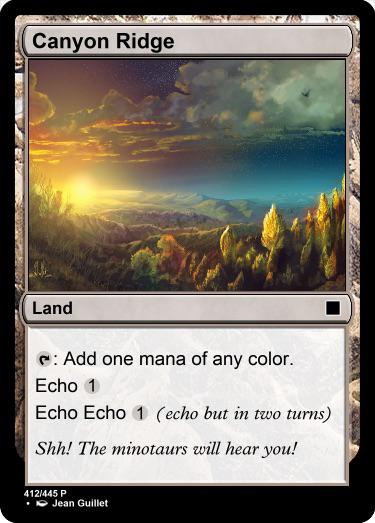 Canyon Ridge
Land
: Add one mana of any color.
Echo 1
Echo Echo 1 (echo but in two turns)
Shh! The minotaurs will hear you!
412/445 P
• Jean Guillet